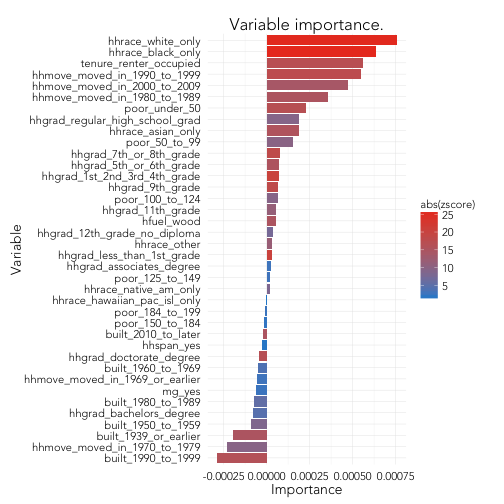 Variable importance.
hhrace_white_only
hhrace_black_only
tenure_renter_occupied
hhmove_moved_in_1990_to_1999
hhmove_moved_in_2000_to_2009
hhmove_moved_in_1980_to_1989
poor_under_50
hhgrad_regular_high_school_grad
hhrace_asian_only
poor_50_to_99
hhgrad_7th_or_8th_grade
hhgrad_5th_or_6th_grade
hhgrad_1st_2nd_3rd_4th_grade
hhgrad_9th_grade
poor_100_to_124
hhgrad_11th_grade
hfuel_wood
hhgrad_12th_grade_no_diploma
hhrace_other
hhgrad_less_than_1st_grade
hhgrad_associates_degree
poor_125_to_149
hhrace_native_am_only
hhrace_hawaiian_pac_isl_only
poor_184_to_199
poor_150_to_184
built_2010_to_later
hhspan_yes
hhgrad_doctorate_degree
built_1960_to_1969
hhmove_moved_in_1969_or_earlier
mg_yes
built_1980_to_1989
hhgrad_bachelors_degree
built_1950_to_1959
built_1939_or_earlier
hhmove_moved_in_1970_to_1979
built_1990_to_1999
Variable
-0.00025 0.00000 0.00025 0.00050 0.00075
Importance
abs(zscore)
25
20
15
10
5